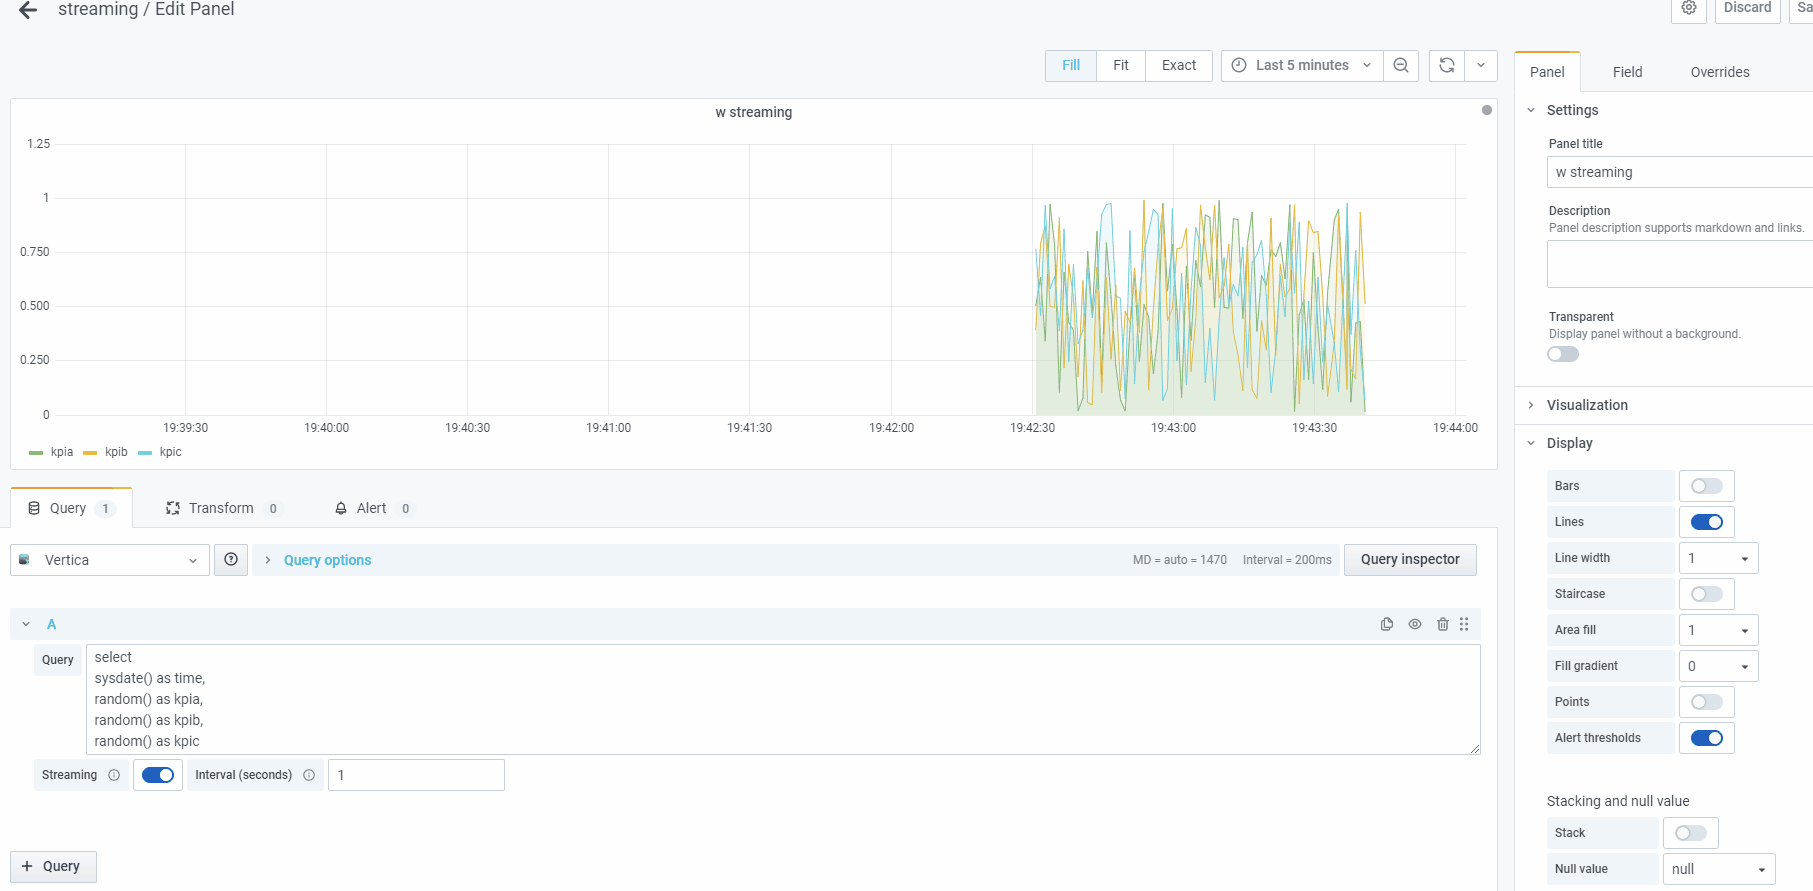 streaming / Edit Panel
Discard
Sa
Fill Fit Exact Last 5 minutes
Panel Field Overrides
w streaming
1.25
1
0.750
0.500
0.250
0
19:39:30 19:40:00 19:40:30 19:41:00 19:41:30 19:42:00 19:42:30 19:43:00 19:43:30 19:44:00
kpia kpib kpic
Query 1 Transform 0 Alert 0
Vertica Query options MD = auto = 1470 Interval = 200ms Query inspector
A
Query
select
sysdate() as time,
random() as kpia,
random() as kpib,
random() as kpic
Streaming Interval (seconds) 1
+ Query
Settings
Panel title
w streaming
Description
Panel description supports markdown and links.
Transparent
Display panel without a background.
Visualization
Display
Bars
Lines
Line width 1
Staircase
Area fill 1
Fill gradient 0
Points
Alert thresholds
Stacking and null value
Stack
Null value null